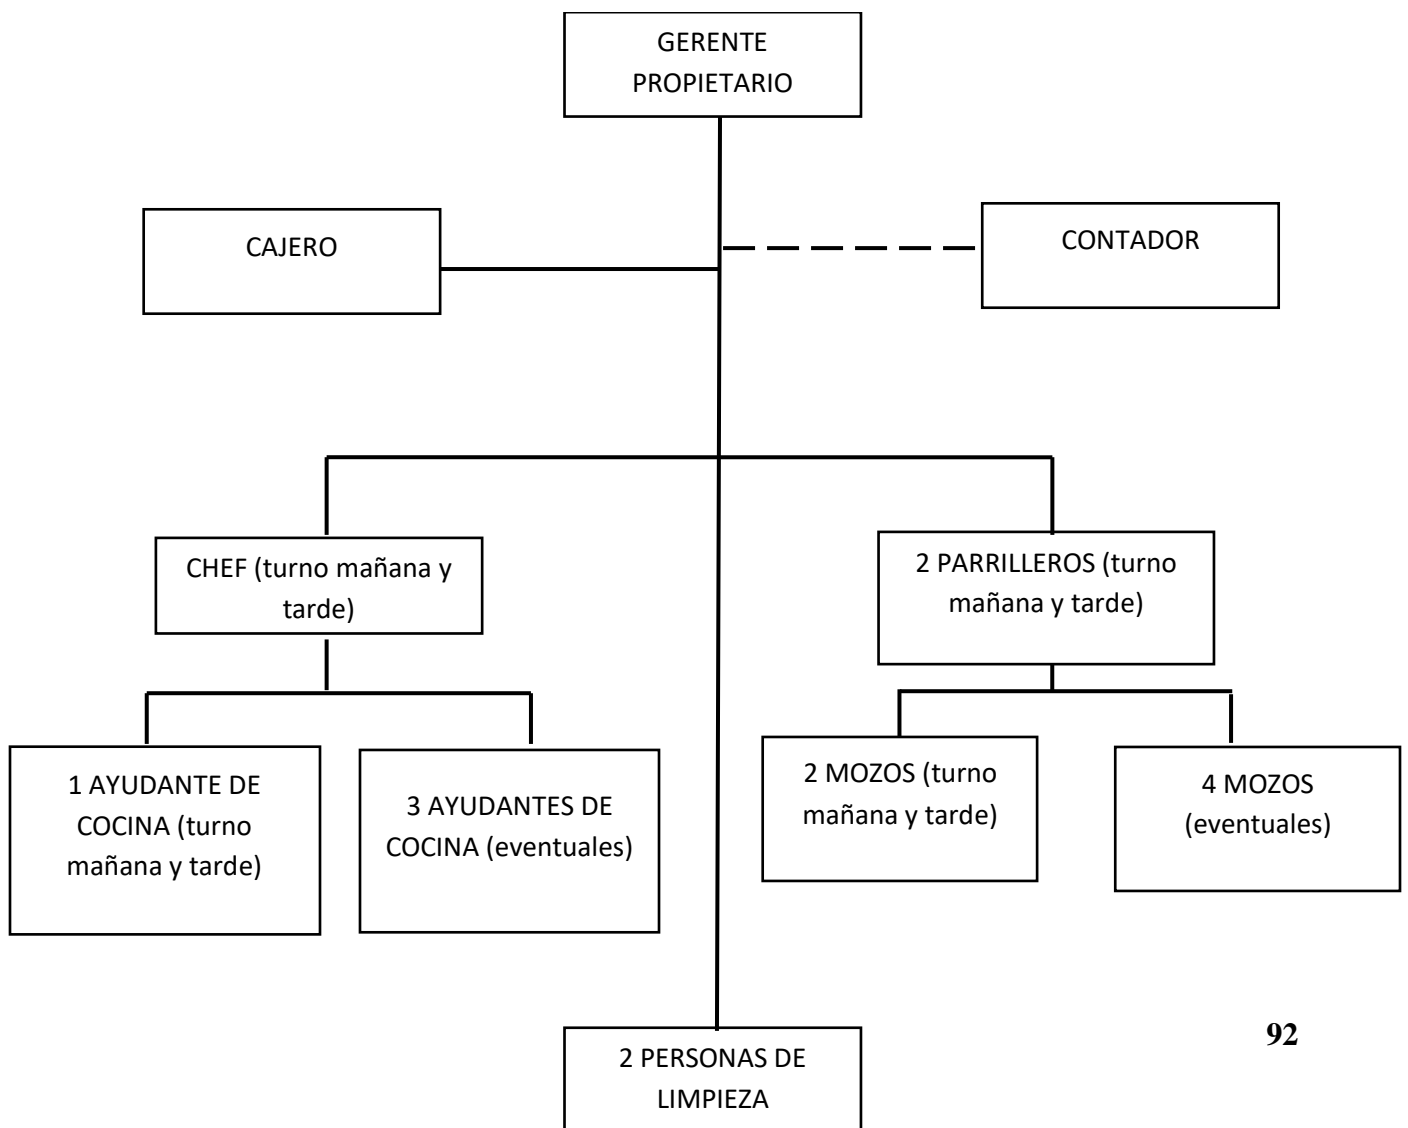 GERENTE
PROPIETARIO
CAJERO
CONTADOR
CHEF (turno mañana y
tarde)
2 PARRILLEROS (turno
mañana y tarde)
1 AYUDANTE DE
COCINA (turno
mañana y tarde)
3 AYUDANTES DE
COCINA (eventuales)
2 MOZOS (turno
mañana y tarde)
4 MOZOS
(eventuales)
2 PERSONAS DE
LIMPIEZA
92